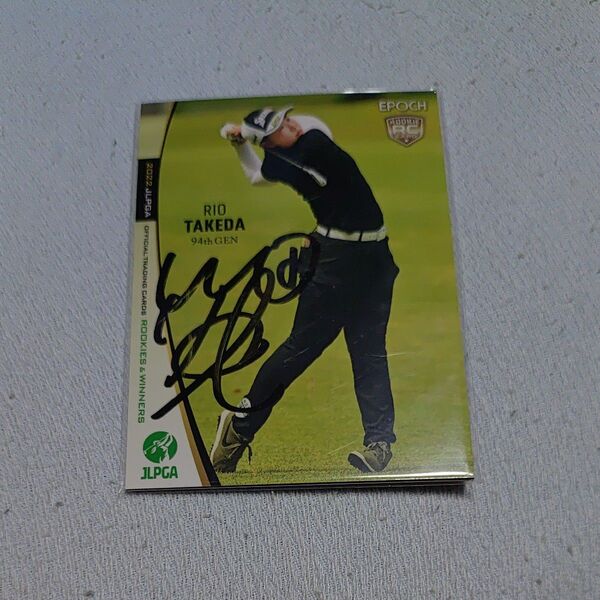 EPOCH
ROOKIE
RC
RIO
TAKEDA
94th GEN
2022 JLPGA OFFICIAL TRADING CARDS ROOKIES & WINNERS
JLPGA